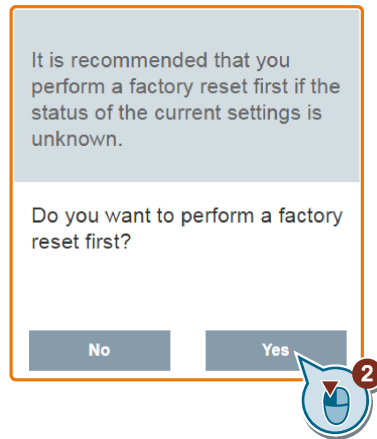 It is recommended that you
perform a factory reset first if the
status of the current settings is
unknown.
Do you want to perform a factory
reset first?
No
Yes
2